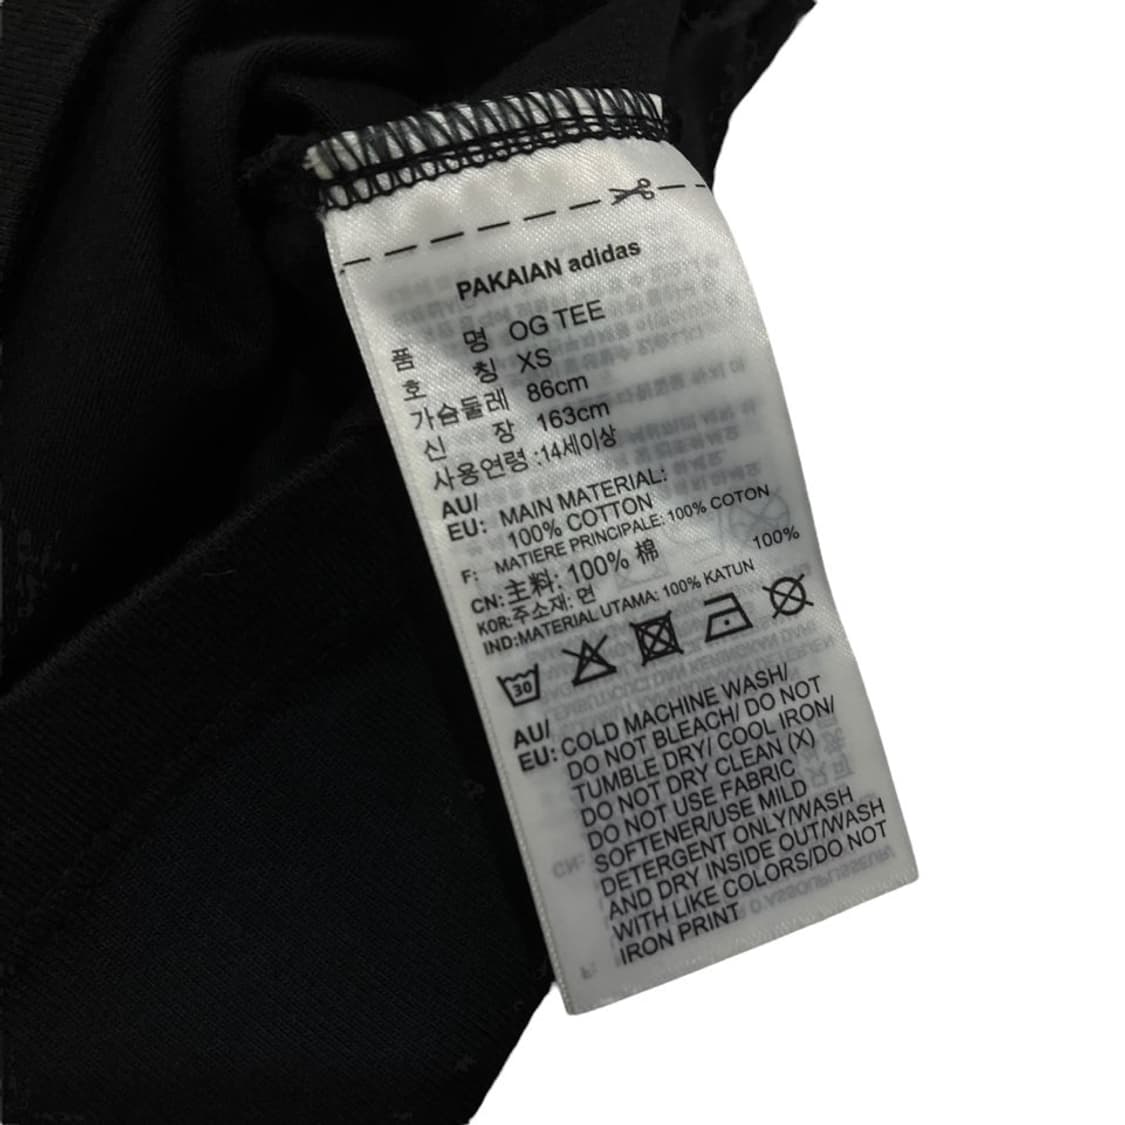 PAKAIAN adidas
품 명 OG TEE
호 칭 XS
가슴둘레 86cm
신 장 163cm
사용연령 :14세이상
AU/
EU: MAIN MATERIAL:
100% COTTON
F: MATIERE PRINCIPALE: 100% COTON
CN: 主料: 100% 棉
KOR: 주소재: 면 100%
IND:MATERIAL UTAMA: 100% KATUN
30
AU/
EU: COLD MACHINE WASH/
DO NOT BLEACH/ DO NOT
TUMBLE DRY/ COOL IRON/
DO NOT DRY CLEAN (X)
DO NOT USE FABRIC
SOFTENER/USE MILD
DETERGENT ONLY/WASH
AND DRY INSIDE OUT/WASH
WITH LIKE COLORS/DO NOT
IRON PRINT